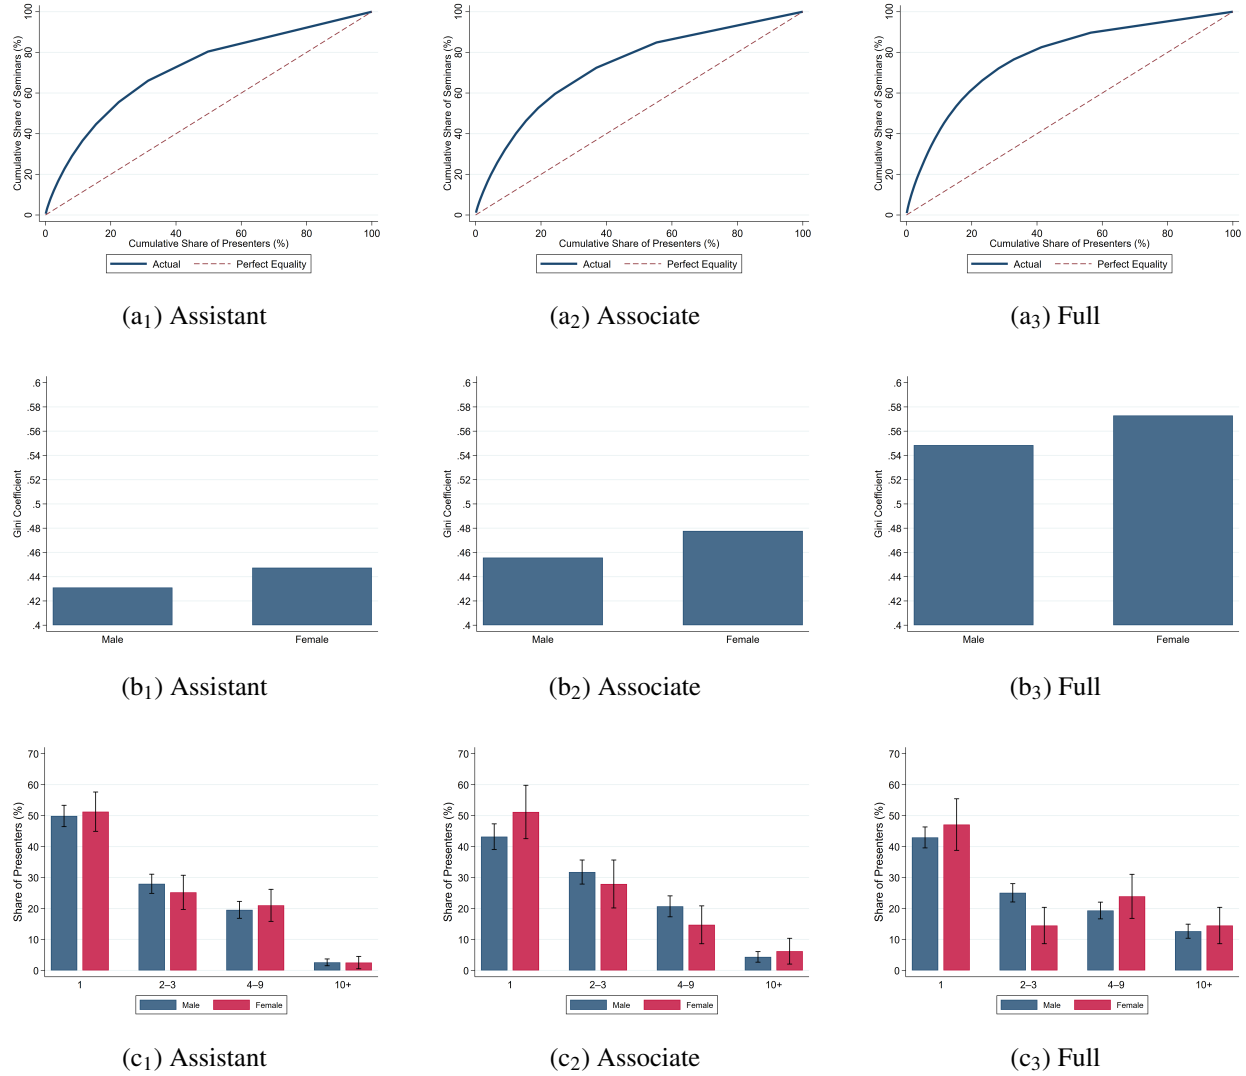 Cumulative Share of Seminars (%)
0 20 40 60 80 100
0 20 40 60 80 100
Cumulative Share of Presenters (%)
Actual Perfect Equality
(a1) Assistant
Cumulative Share of Seminars (%)
0 20 40 60 80 100
0 20 40 60 80 100
Cumulative Share of Presenters (%)
Actual Perfect Equality
(a2) Associate
Cumulative Share of Seminars (%)
0 20 40 60 80 100
0 20 40 60 80 100
Cumulative Share of Presenters (%)
Actual Perfect Equality
(a3) Full
Gini Coefficient
.6
.58
.56
.54
.52
.5
.48
.46
.44
.42
.4
Male Female
(b1) Assistant
Gini Coefficient
.6
.58
.56
.54
.52
.5
.48
.46
.44
.42
.4
Male Female
(b2) Associate
Gini Coefficient
.6
.58
.56
.54
.52
.5
.48
.46
.44
.42
.4
Male Female
(b3) Full
Share of Presenters (%)
70
60
50
40
30
20
10
0
1 2–3 4–9 10+
Male Female
(c1) Assistant
Share of Presenters (%)
70
60
50
40
30
20
10
0
1 2–3 4–9 10+
Male Female
(c2) Associate
Share of Presenters (%)
70
60
50
40
30
20
10
0
1 2–3 4–9 10+
Male Female
(c3) Full